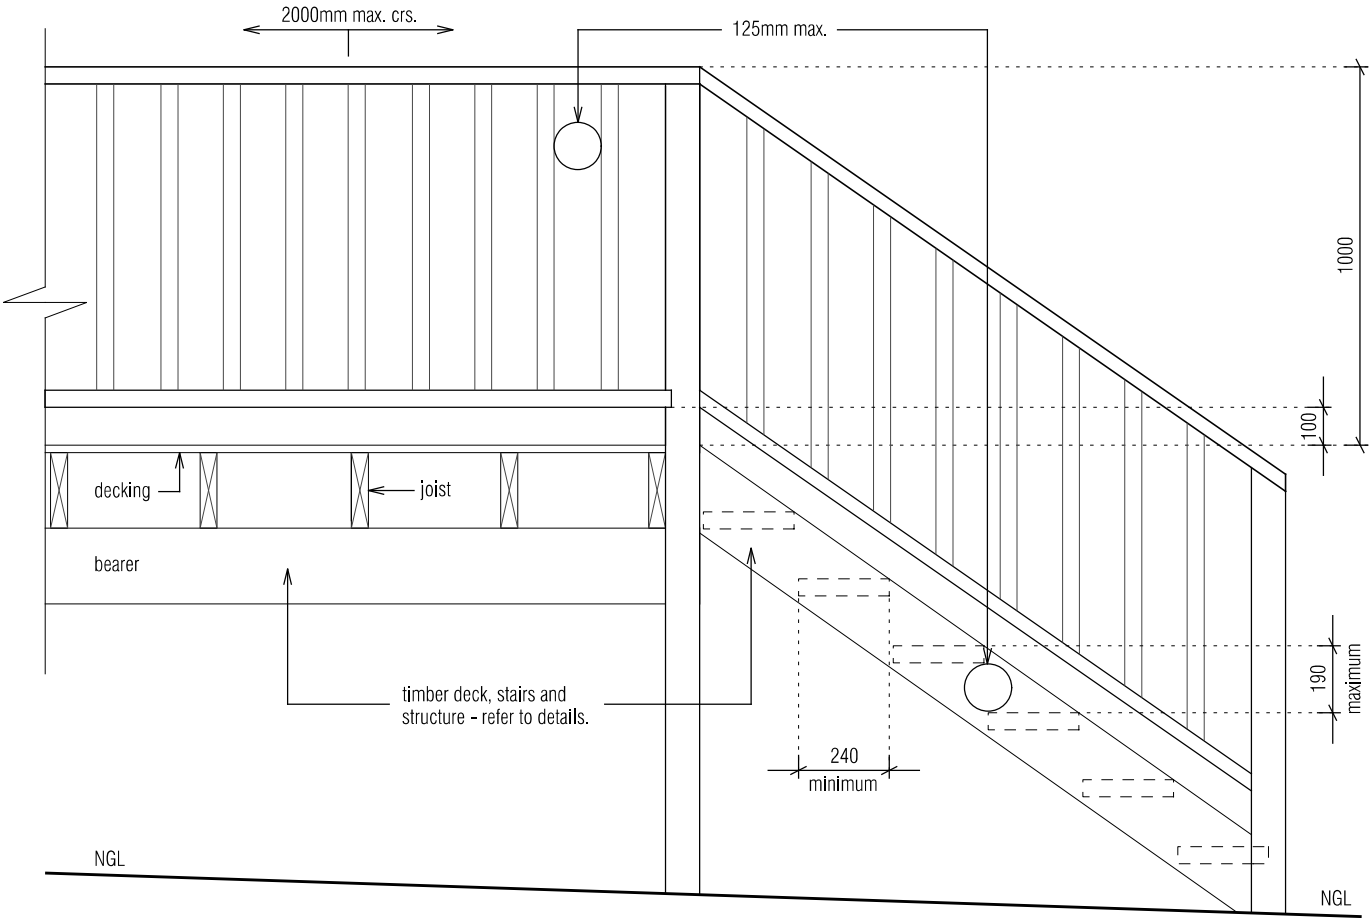 2000mm max. crs.
125mm max.
1000
100
decking
joist
bearer
190
maximum
timber deck, stairs and
structure - refer to details.
240
minimum
NGL
NGL